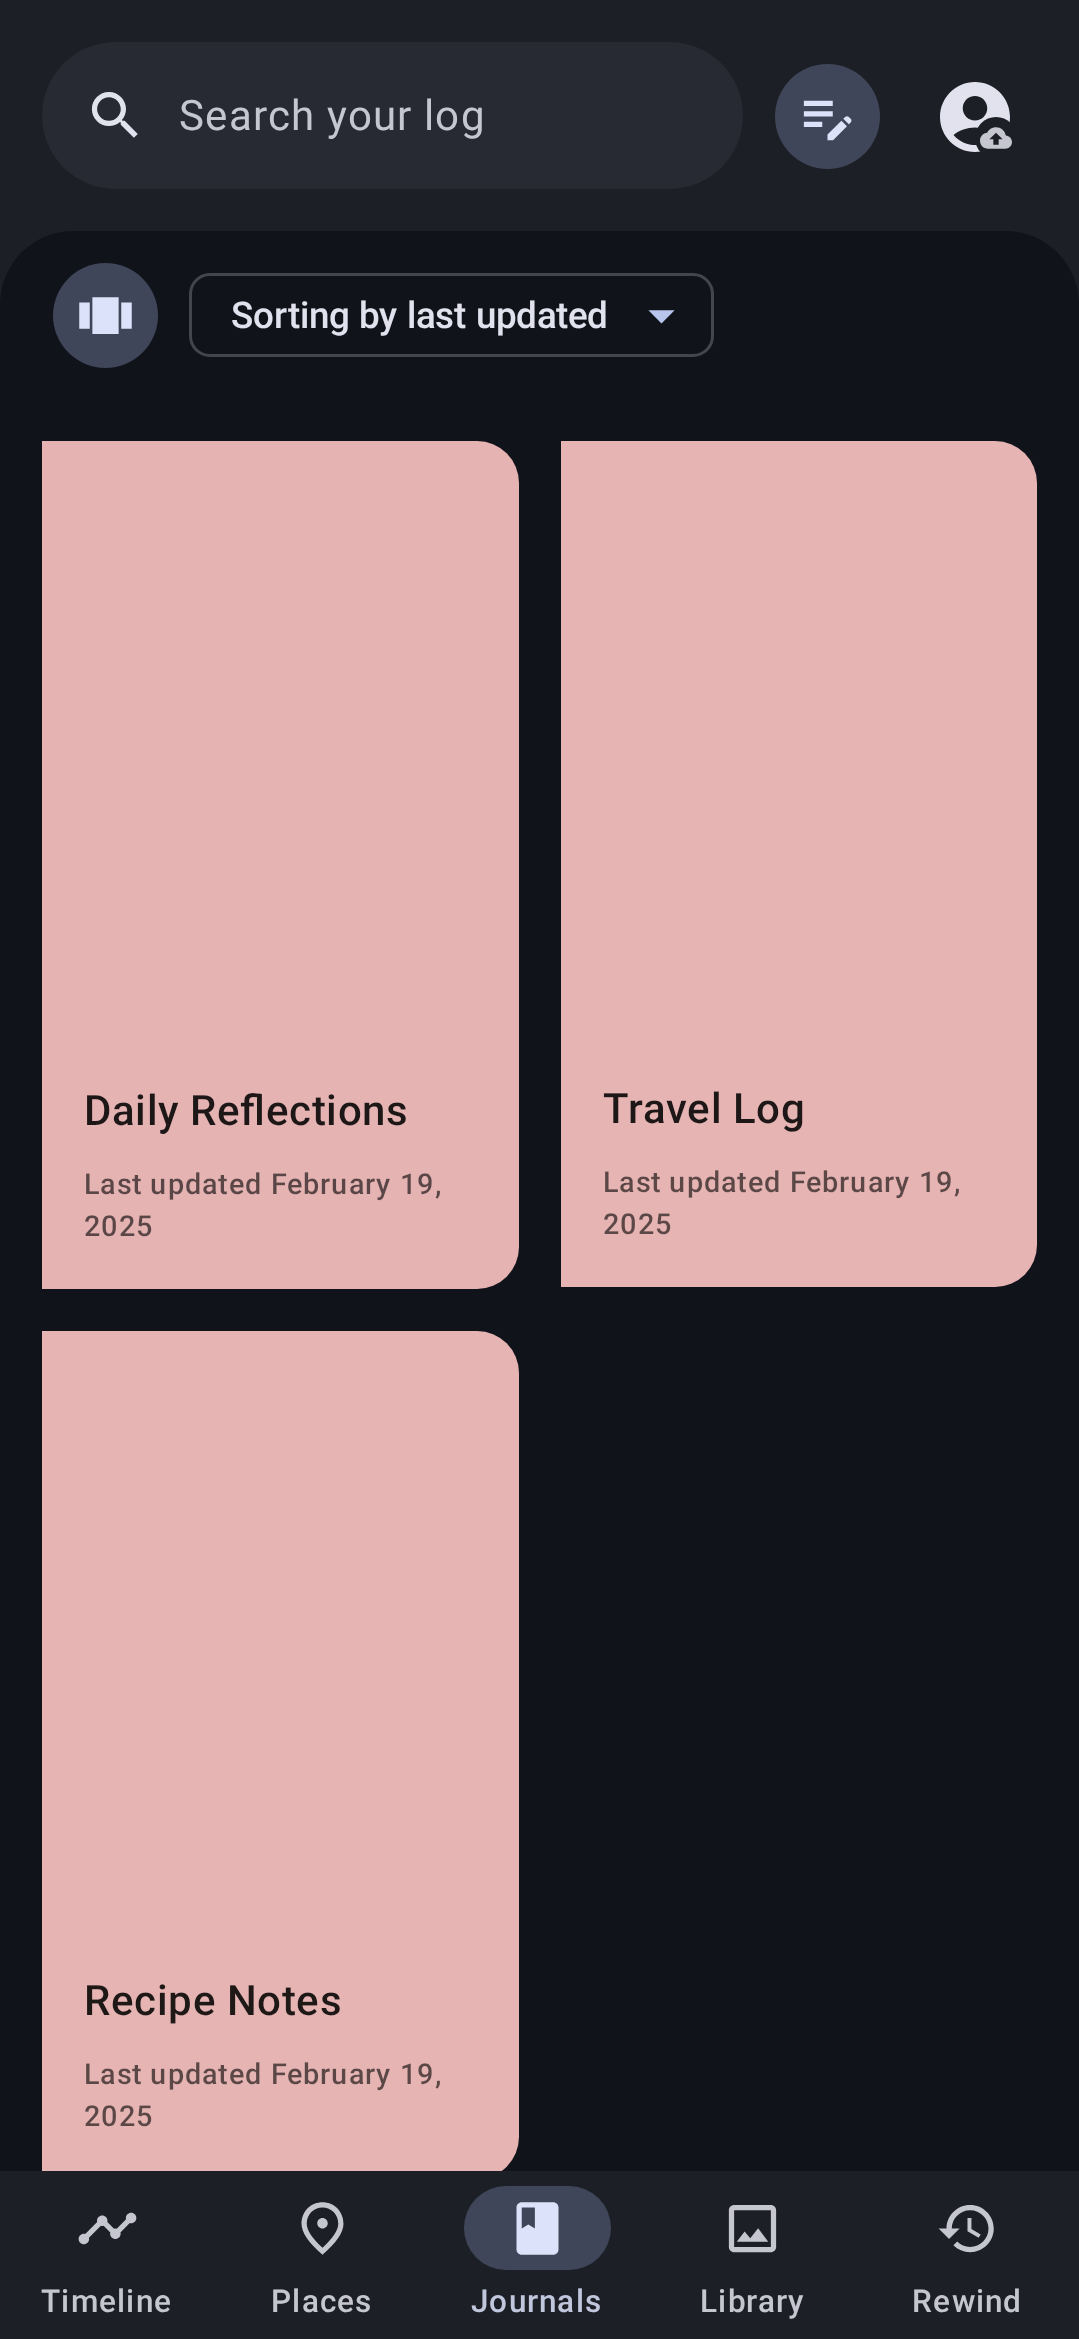 Search your log
Sorting by last updated
Daily Reflections
Last updated February 19,
2025
Travel Log
Last updated February 19,
2025
Recipe Notes
Last updated February 19,
2025
Timeline
Places
Journals
Library
Rewind